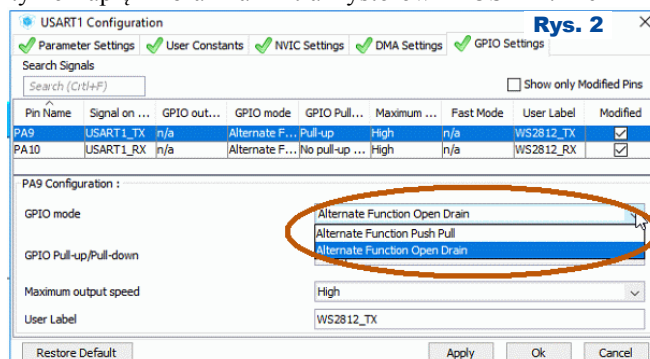 USART1 Configuration
Rys. 2
Parameter Settings User Constants NVIC Settings DMA Settings GPIO Settings
Search Signals
Search (Crtl+F)
Show only Modified Pins
Pin Name Signal on ... GPIO out... GPIO mode GPIO Pull... Maximum ... Fast Mode User Label Modified
PA9 USART1_TX n/a Alternate F... Pull-up High n/a WS2812_TX
PA10 USART1_RX n/a Alternate F... No pull-up ... High n/a WS2812_RX
PA9 Configuration :
GPIO mode Alternate Function Open Drain
Alternate Function Push Pull
Alternate Function Open Drain
GPIO Pull-up/Pull-down
Maximum output speed High
User Label WS2812_TX
Restore Default Apply Ok Cancel